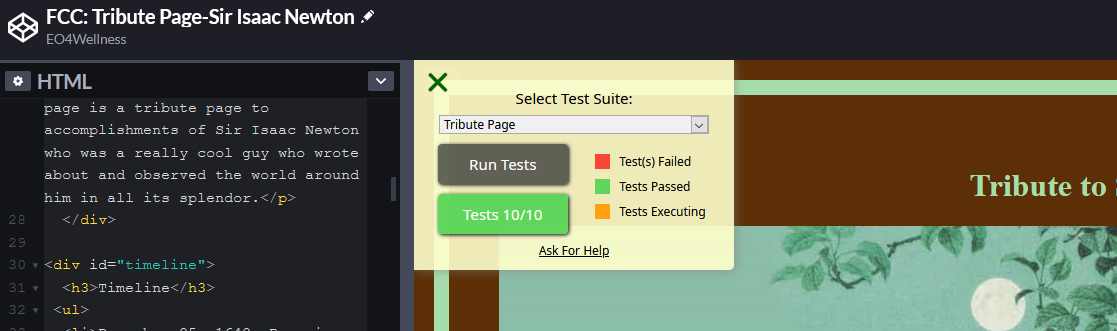 FCC: Tribute Page-Sir Isaac Newton
EO4Wellness
HTML
page is a tribute page to
accomplishments of Sir Isaac Newton
who was a really cool guy who wrote
about and observed the world around
him in all its splendor.</p>
28 </div>
29
30 <div id="timeline">
31 <h3>Timeline</h3>
32 <ul>
Select Test Suite:
Tribute Page
Run Tests
Tests 10/10
Test(s) Failed
Tests Passed
Tests Executing
Ask For Help
Tribute to